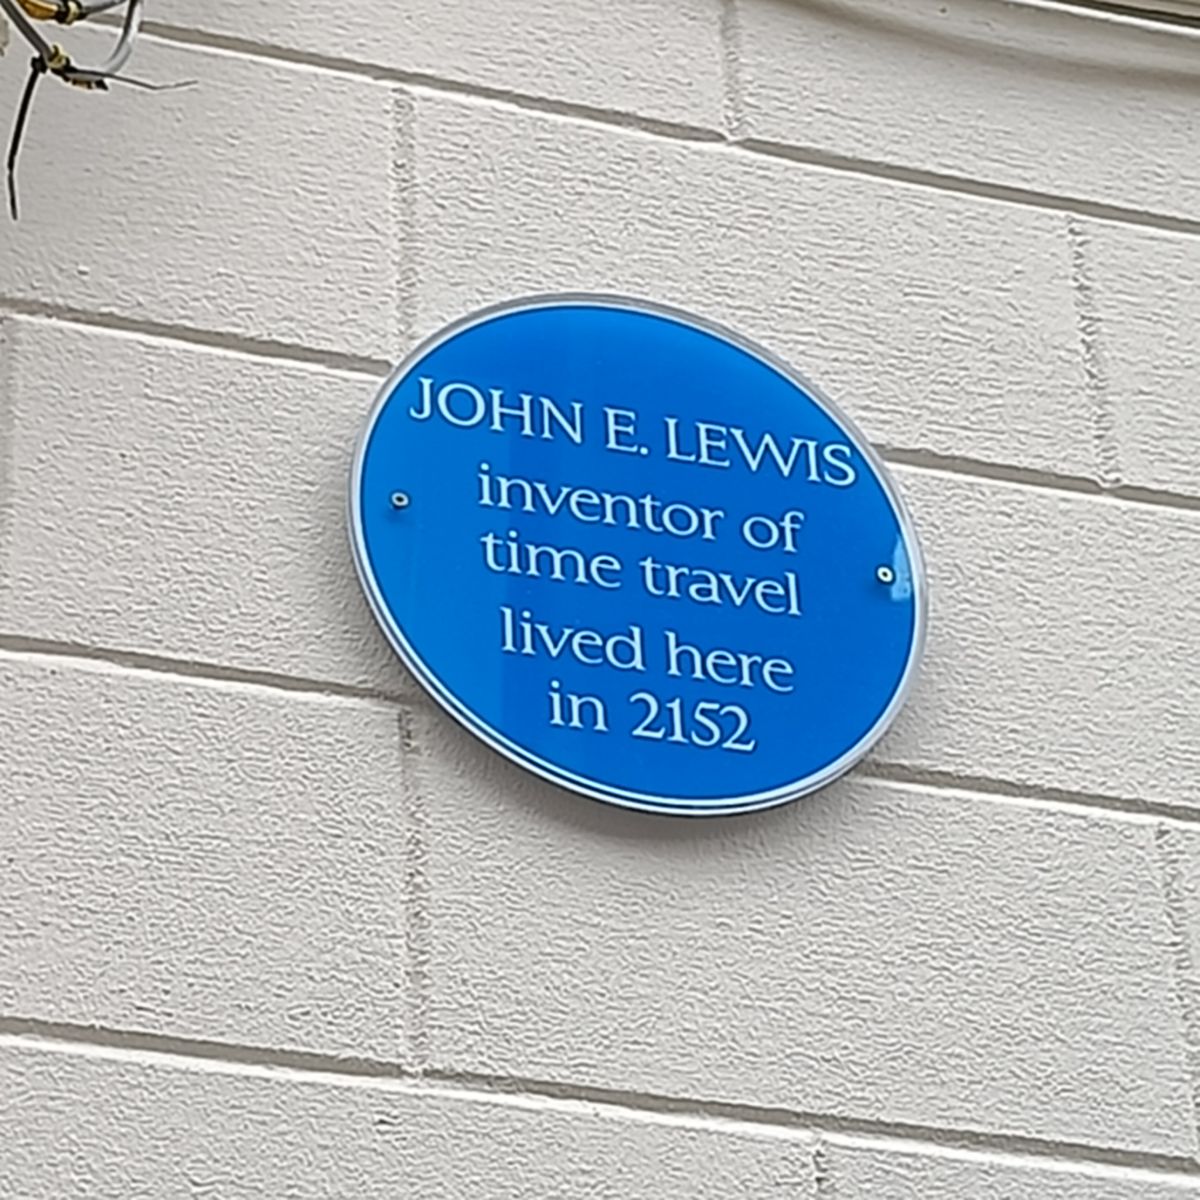 JOHN E. LEWIS
inventor of
time travel
lived here
in 2152